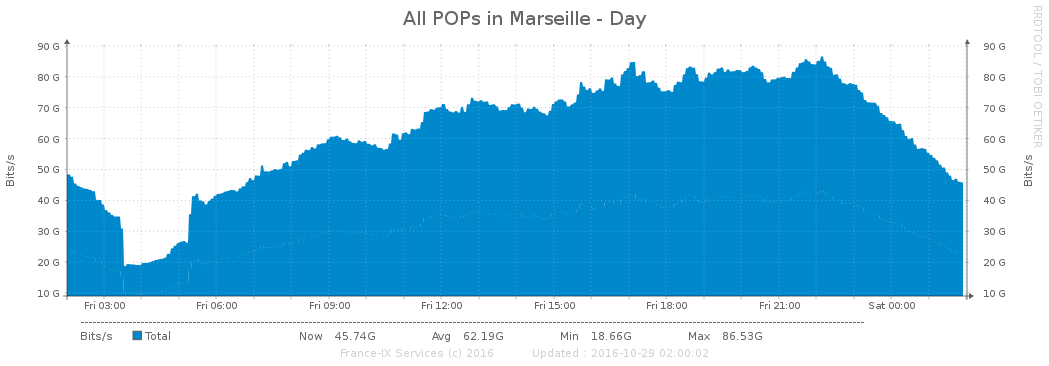 All POPs in Marseille - Day
RRDTOOL / TOBI OETIKER
90 G 90 G
80 G 80 G
70 G 70 G
60 G 60 G
50 G 50 G
40 G 40 G
30 G 30 G
20 G 20 G
10 G 10 G
Bits/s
Bits/s
Fri 03:00 Fri 06:00 Fri 09:00 Fri 12:00 Fri 15:00 Fri 18:00 Fri 21:00 Sat 00:00
Bits/s Total Now 45.74G Avg 62.19G Min 18.66G Max 86.53G
France-IX Services (c) 2016 Updated : 2016-10-29 02:00:02